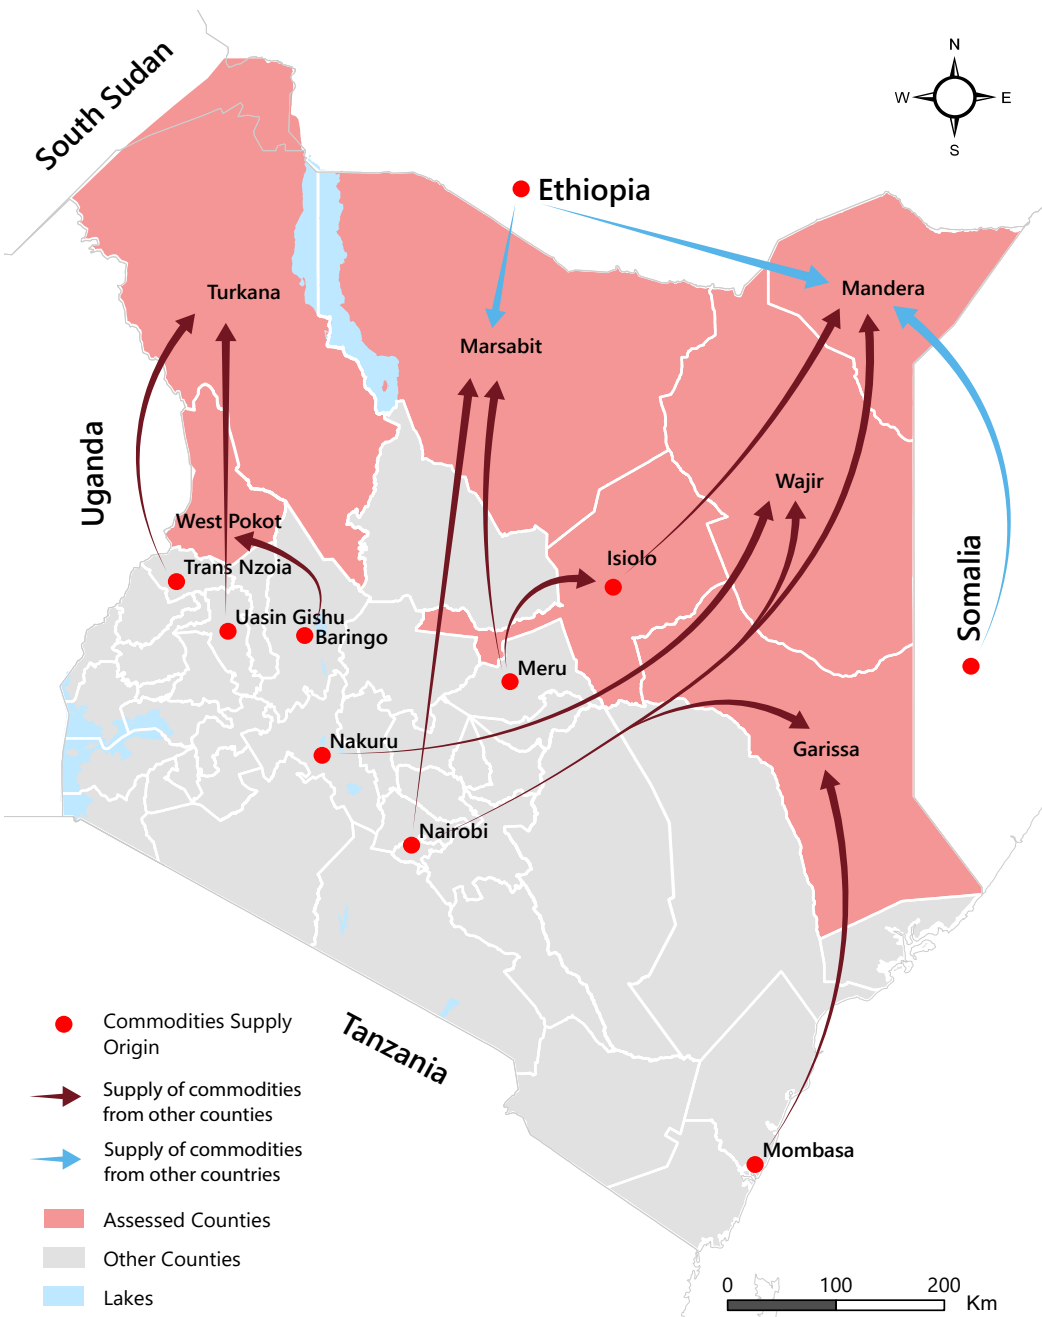 South Sudan
N
W
E
S
Ethiopia
Turkana
Mandera
Marsabit
Uganda
Wajir
West Pokot
Isiolo
Trans Nzoia
Somalia
Uasin Gishu
Baringo
Meru
Nakuru
Garissa
Nairobi
Tanzania
Mombasa
Commodities Supply
Origin
Supply of commodities
from other counties
Supply of commodities
from other countries
Assessed Counties
Other Counties
Lakes
0 100 200
Km